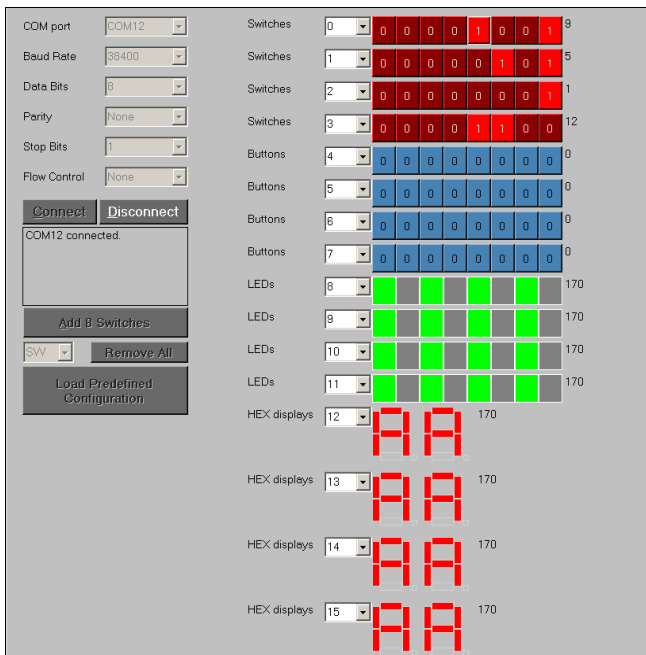 COM port COM12
Baud Rate 38400
Data Bits 8
Parity None
Stop Bits 1
Flow Control None
Connect Disconnect
COM12 connected.
Add 8 Switches
SW Remove All
Load Predefined
Configuration
Switches 0 0 0 0 0 1 0 0 1 9
Switches 1 0 0 0 0 0 1 0 1 5
Switches 2 0 0 0 0 0 0 0 1 1
Switches 3 0 0 0 0 1 1 0 0 12
Buttons 4 0 0 0 0 0 0 0 0 0
Buttons 5 0 0 0 0 0 0 0 0 0
Buttons 6 0 0 0 0 0 0 0 0 0
Buttons 7 0 0 0 0 0 0 0 0 0
LEDs 8 170
LEDs 9 170
LEDs 10 170
LEDs 11 170
HEX displays 12 AA 170
HEX displays 13 AA 170
HEX displays 14 AA 170
HEX displays 15 AA 170